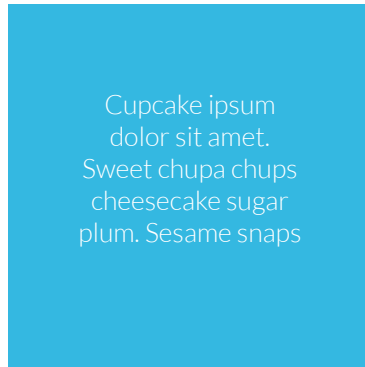 Cupcake ipsum
dolor sit amet.
Sweet chupa chups
cheesecake sugar
plum. Sesame snaps